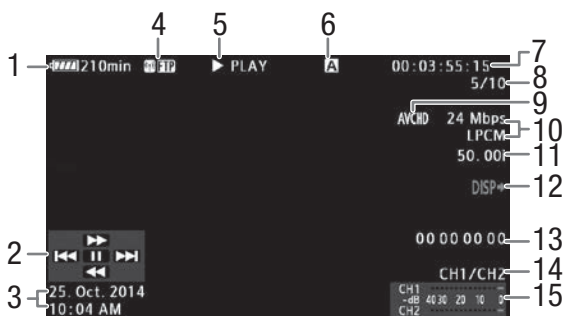 4 5 6
1 210min FTP PLAY A 00:03:55:15 7
5/10 8
9
AVCHD 24 Mbps 10
LPCM
50.00i 11
DISP 12
2
00 00 00 00 13
CH1/CH2 14
3 25. Oct. 2014
10:04 AM
CH1
-dB 40 30 20 10 0 15
CH2